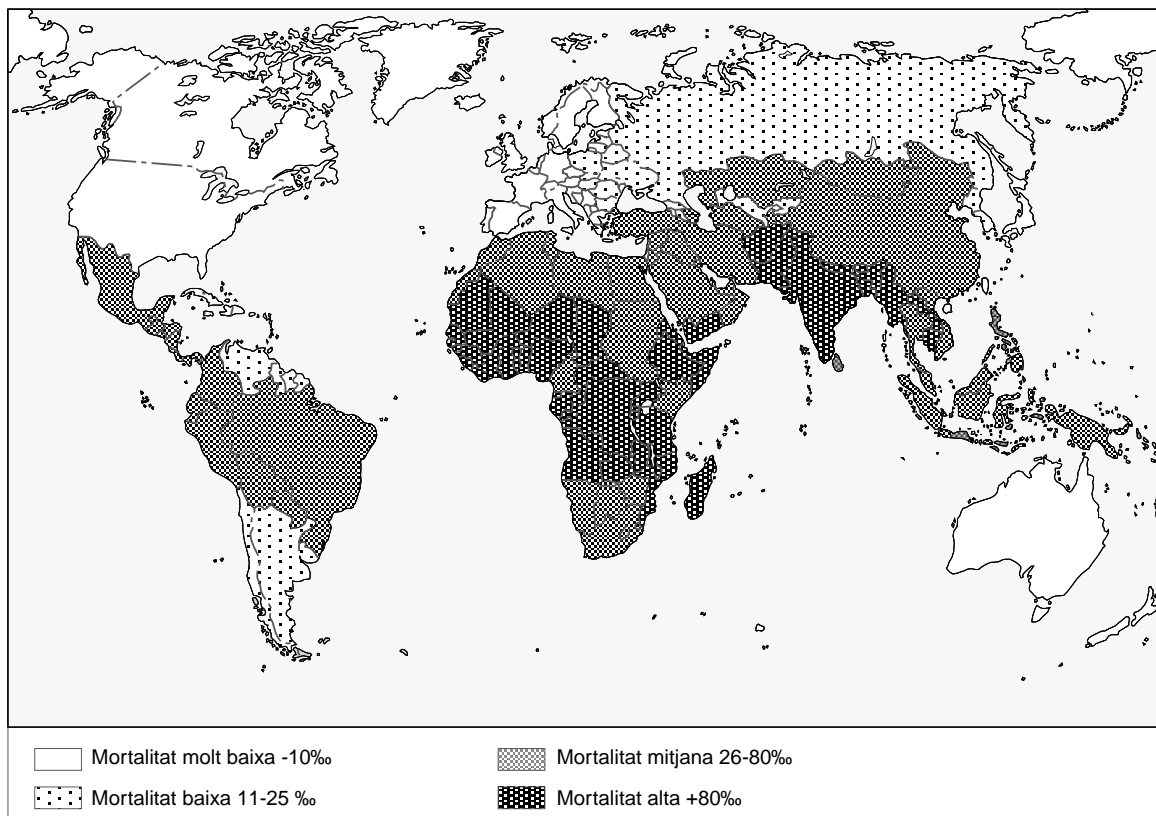 Mortalitat molt baixa -10‰
Mortalitat baixa 11-25 ‰
Mortalitat mitjana 26-80‰
Mortalitat alta +80‰